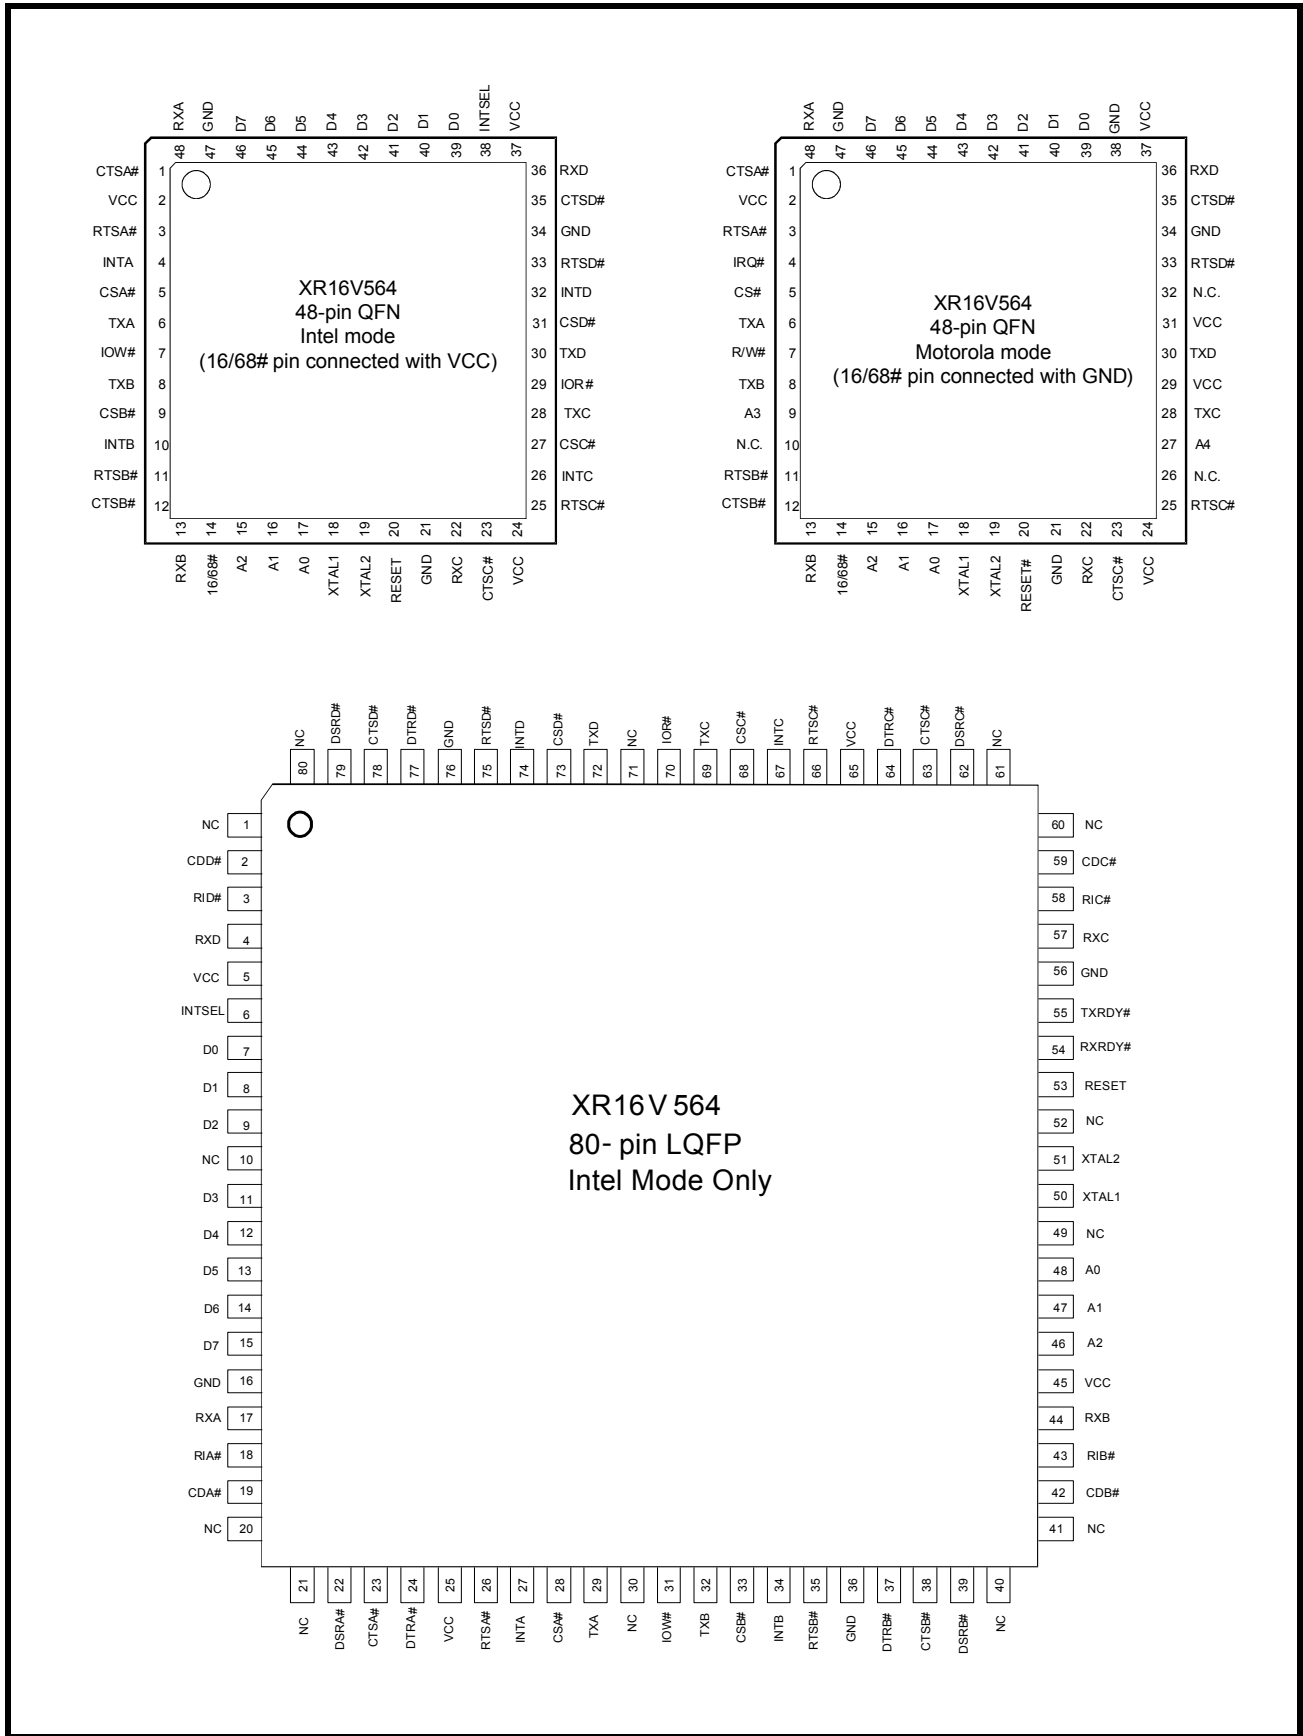 RXA GND D7 D6 D5 D4 D3 D2 D1 D0 INTSEL VCC
48 47 46 45 44 43 42 41 40 39 38 37
CTSA# 1 36 RXD
VCC 2 35 CTSD#
RTSA# 3 34 GND
INTA 4 33 RTSD#
CSA# 5 32 INTD
TXA 6 31 CSD#
IOW# 7 30 TXD
TXB 8 29 IOR#
CSB# 9 28 TXC
INTB 10 27 CSC#
RTSB# 11 26 INTC
CTSB# 12 25 RTSC#
XR16V564
48-pin QFN
Intel mode
(16/68# pin connected with VCC)
13 14 15 16 17 18 19 20 21 22 23 24
RXB 16/68# A2 A1 A0 XTAL1 XTAL2 RESET GND RXC CTSC# VCC
RXA GND D7 D6 D5 D4 D3 D2 D1 D0 GND VCC
48 47 46 45 44 43 42 41 40 39 38 37
CTSA# 1 36 RXD
VCC 2 35 CTSD#
RTSA# 3 34 GND
IRQ# 4 33 RTSD#
CS# 5 32 N.C.
TXA 6 31 VCC
R/W# 7 30 TXD
TXB 8 29 VCC
A3 9 28 TXC
N.C. 10 27 A4
RTSB# 11 26 N.C.
CTSB# 12 25 RTSC#
XR16V564
48-pin QFN
Motorola mode
(16/68# pin connected with GND)
13 14 15 16 17 18 19 20 21 22 23 24
RXB 16/68# A2 A1 A0 XTAL1 XTAL2 RESET# GND RXC CTSC# VCC
NC DSRD# CTSD# DTRD# GND RTSD# INTD CSD# TXD NC IOR# TXC CSC# INTC RTSC# VCC DTRC# CTSC# DSRC# NC
80 79 78 77 76 75 74 73 72 71 70 69 68 67 66 65 64 63 62 61
NC 1 60 NC
CDD# 2 59 CDC#
RID# 3 58 RIC#
RXD 4 57 RXC
VCC 5 56 GND
INTSEL 6 55 TXRDY#
D0 7 54 RXRDY#
D1 8 53 RESET
D2 9 52 NC
NC 10 51 XTAL2
D3 11 50 XTAL1
D4 12 49 NC
D5 13 48 A0
D6 14 47 A1
D7 15 46 A2
GND 16 45 VCC
RXA 17 44 RXB
RIA# 18 43 RIB#
CDA# 19 42 CDB#
NC 20 41 NC
XR16V 564
80- pin LQFP
Intel Mode Only
21 22 23 24 25 26 27 28 29 30 31 32 33 34 35 36 37 38 39 40
NC DSRA# CTSA# DTRA# VCC RTSA# INTA CSA# TXA NC IOW# TXB CSB# INTB RTSB# GND DTRB# CTSB# DSRB# NC